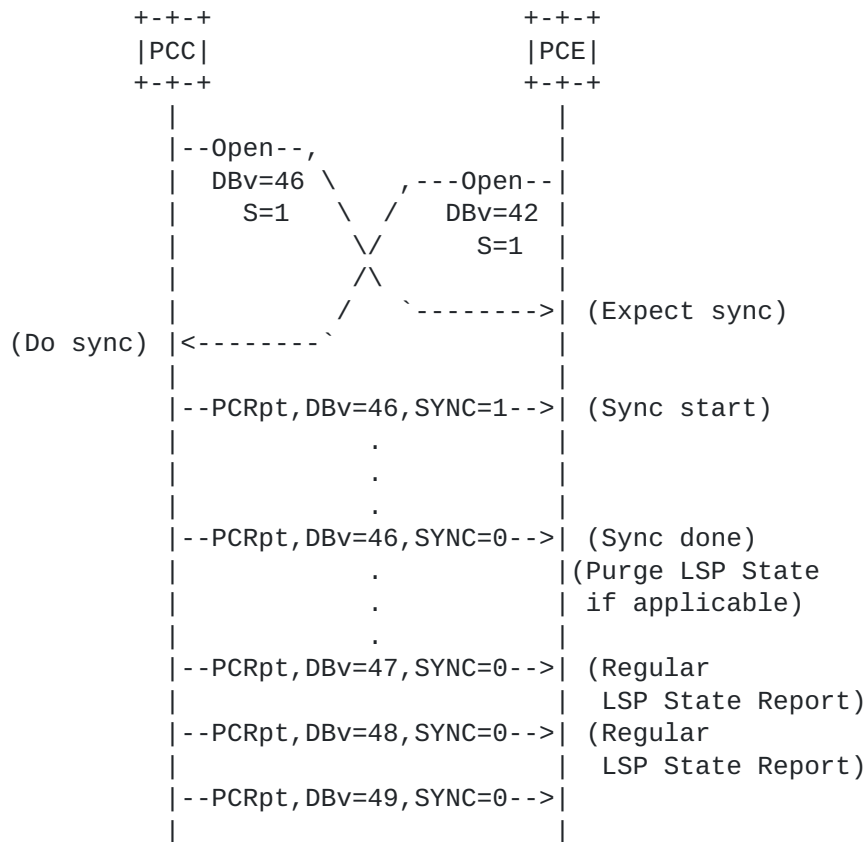 +-+-+                    +-+-+
|PCC|                    |PCE|
+-+-+                    +-+-+
  |                        |
  |--Open--,               |
  |  DBv=46 \    ,---Open--|
  |    S=1   \  /   DBv=42 |
  |           \/      S=1  |
  |           /\           |
  |          /  `-------->| (Expect sync)
(Do sync) |<--------`              |
  |                        |
  |--PCRpt,DBv=46,SYNC=1-->| (Sync start)
  |            .           |
  |            .           |
  |            .           |
  |--PCRpt,DBv=46,SYNC=0-->| (Sync done)
  |            .           |(Purge LSP State
  |            .           | if applicable)
  |            .           |
  |--PCRpt,DBv=47,SYNC=0-->| (Regular
  |                        |  LSP State Report)
  |--PCRpt,DBv=48,SYNC=0-->| (Regular
  |                        |  LSP State Report)
  |--PCRpt,DBv=49,SYNC=0-->|
  |                        |